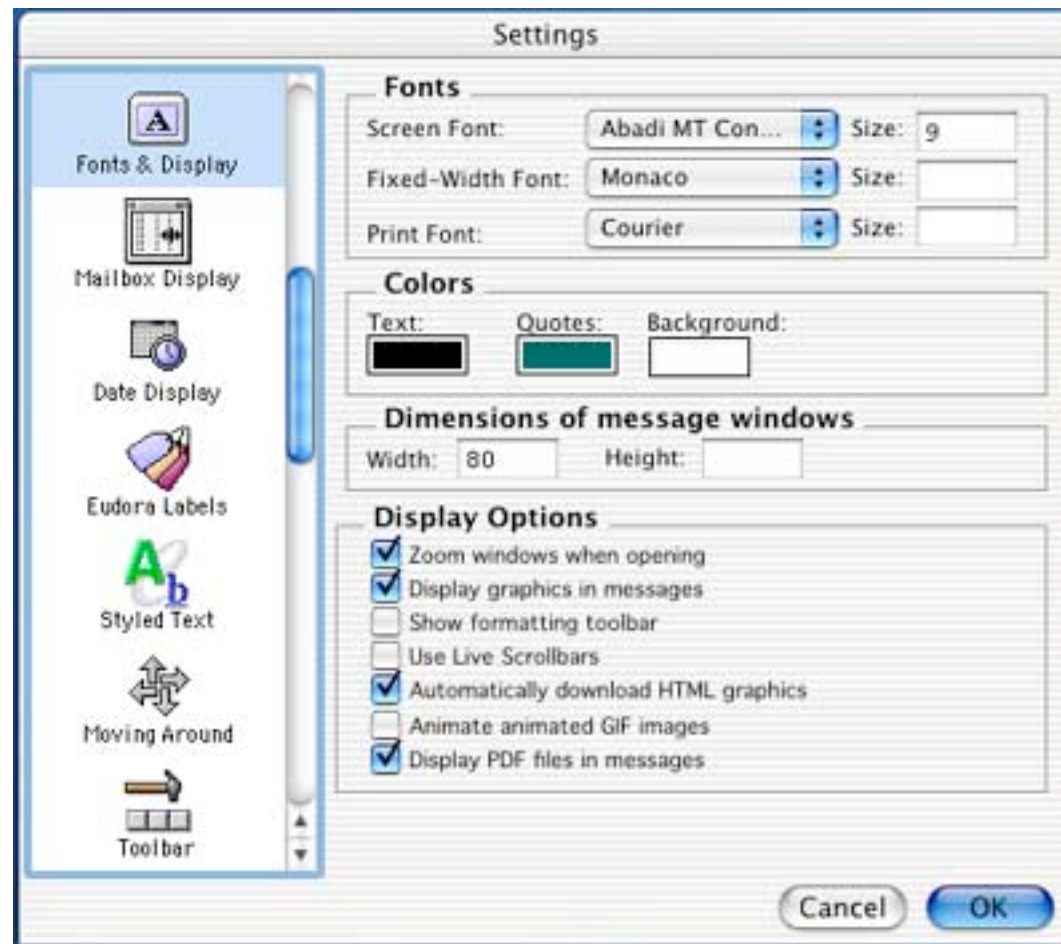 Settings
Fonts & Display
Mailbox Display
Date Display
Eudora Labels
Styled Text
Moving Around
Toolbar
Fonts
Screen Font: Abadi MT Con... Size: 9
Fixed-Width Font: Monaco Size:
Print Font: Courier Size:
Colors
Text: Quotes: Background:
Dimensions of message windows
Width: 80 Height:
Display Options
Zoom windows when opening
Display graphics in messages
Show formatting toolbar
Use Live Scrollbars
Automatically download HTML graphics
Animate animated GIF images
Display PDF files in messages
Cancel OK